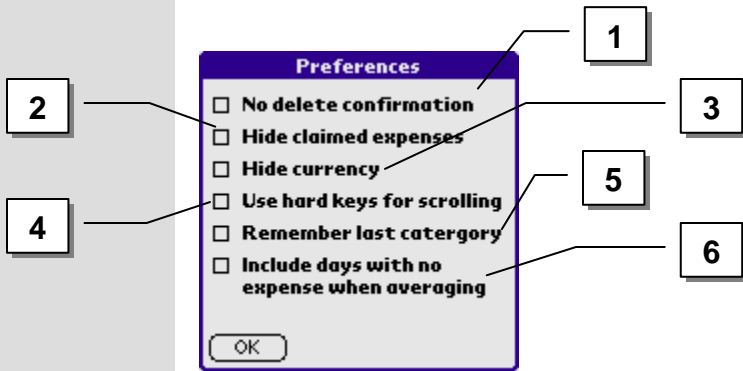 1
Preferences
2
No delete confirmation
3
Hide claimed expenses
Hide currency
5
4
Use hard keys for scrolling
Remember last catergory
6
Include days with no
expense when averaging
OK